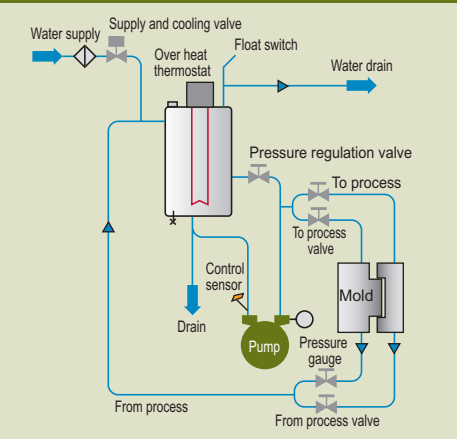 Supply and cooling valve
Water supply
Float switch
Over heat
thermostat
Water drain
Pressure regulation valve
To process
To process
valve
Control
sensor
Mold
Drain
Pump
Pressure
gauge
From process
From process valve